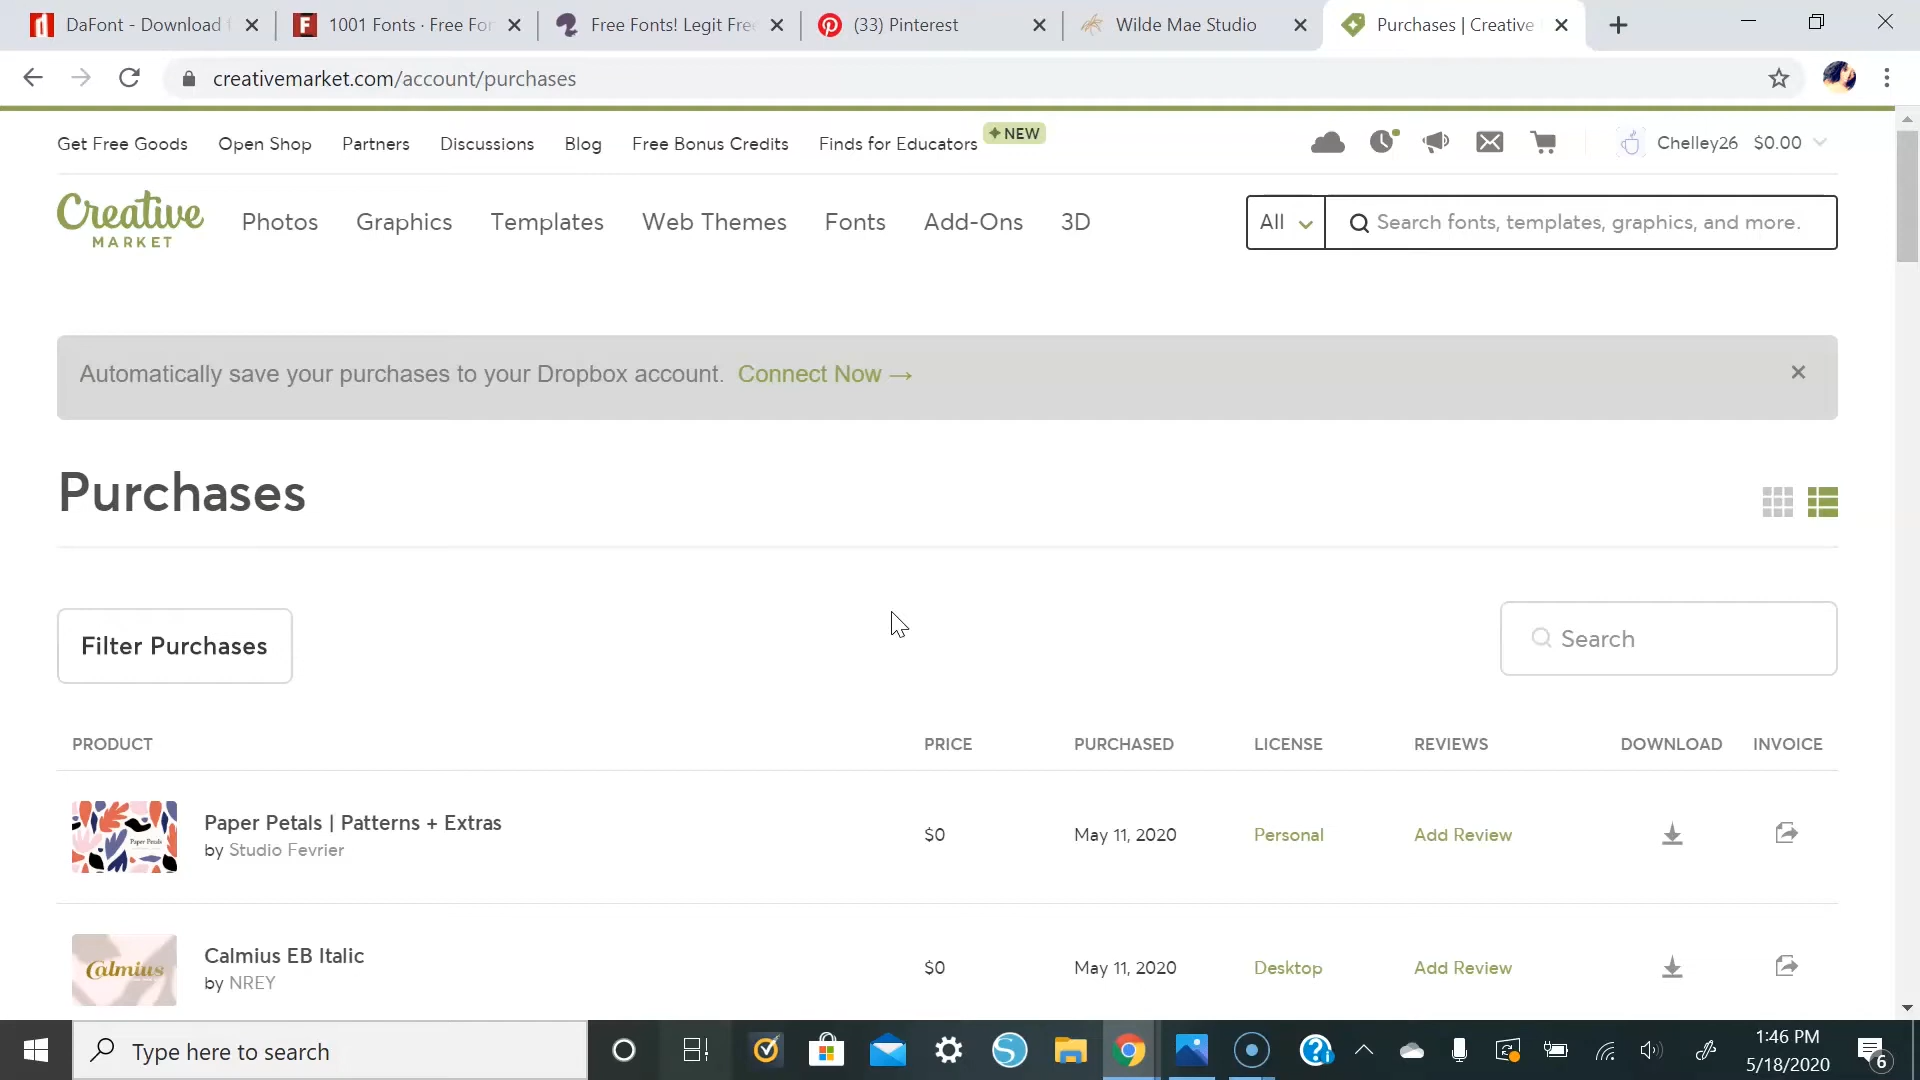 DaFont - Download f
1001 Fonts · Free Fon
Free Fonts! Legit Free
(33) Pinterest
Wilde Mae Studio
Purchases | Creative
creativemarket.com/account/purchases
Get Free Goods Open Shop Partners Discussions Blog Free Bonus Credits Finds for Educators NEW
Chelley26 $0.00
Creative
MARKET
Photos Graphics Templates Web Themes Fonts Add-Ons 3D
All Search fonts, templates, graphics, and more.
Automatically save your purchases to your Dropbox account. Connect Now →
Purchases
Filter Purchases
Search
PRODUCT PRICE PURCHASED LICENSE REVIEWS DOWNLOAD INVOICE
Paper Petals
Paper Petals | Patterns + Extras
by Studio Fevrier
$0 May 11, 2020 Personal Add Review
Calmius
Calmius EB Italic
by NREY
$0 May 11, 2020 Desktop Add Review
Type here to search
1:46 PM
5/18/2020
6